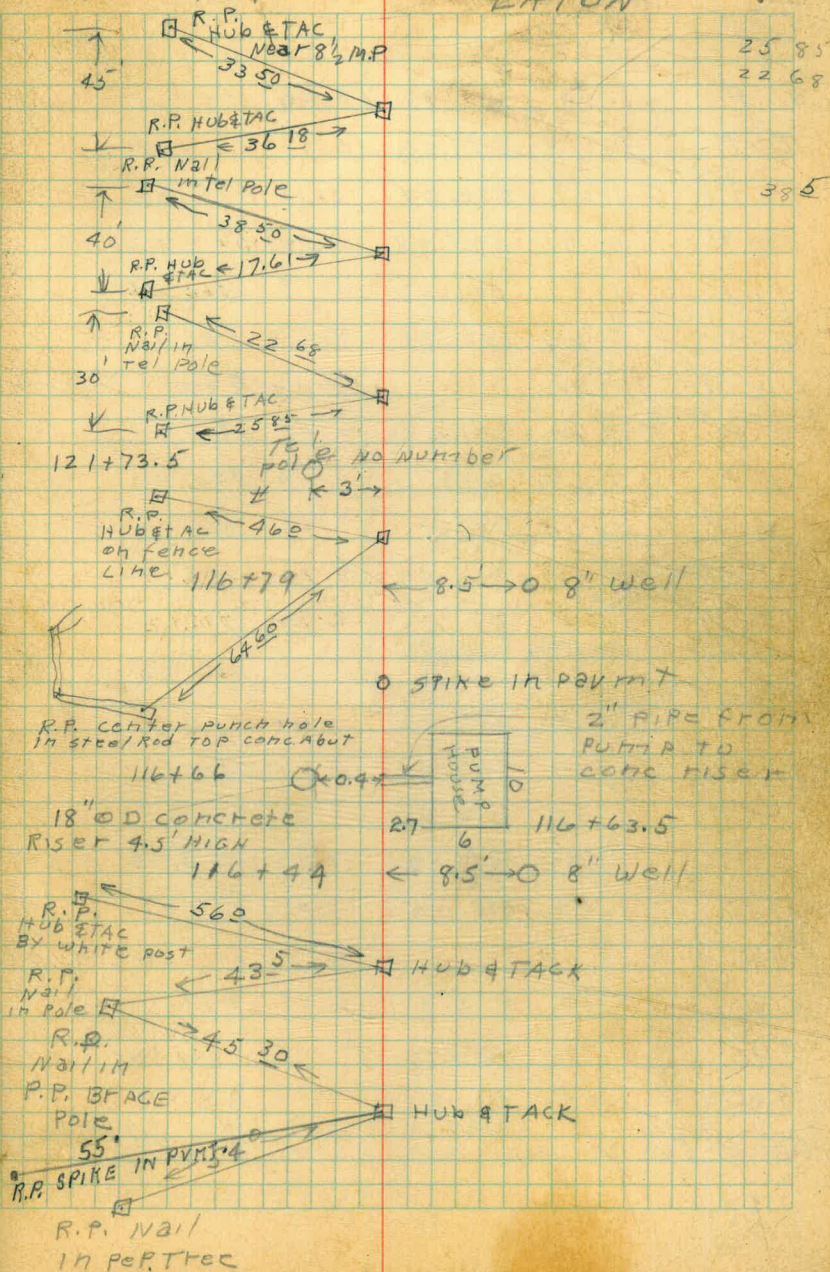 EATON
R.P.
Hub & TAC
Near 8½ M.P
25 85
22 68
33 50
45'
R.P. Hub & TAC
36 18
R.P. Nail
in Tel Pole
38 5
38 50
40'
R.P. Hub
& TAC
17.61
R.P.
Nail in
Tel Pole
22 68
30'
R.P. Hub & TAC
25 85
121+73.5
Tele
pole No Number
3'
R.P.
Hub & TAC
on fence
Line
46 0
116+79
8.5' 8" Well
64 60
SPIKE in pavmt
R.P. center punch hole
in steel Rod Top conc. Abut
2" PIPE from
PUMP to
conc riser
116+66
0.4
PUMP
House
10
18" O D concrete
Riser 4.5' HIGH
2.7
6
116+63.5
116+44
8.5' 8" Well
R.P.
Hub & TAC
By white post
56 0
43 5
Hub & TACK
R.P.
Nail
in Pole
45 30
R.P.
Nail in
P.P. BrACE
Pole
Hub & TACK
55'
54 0
R.P. SPIKE IN PVMT.
R.P. Nail
in PeP. Tree